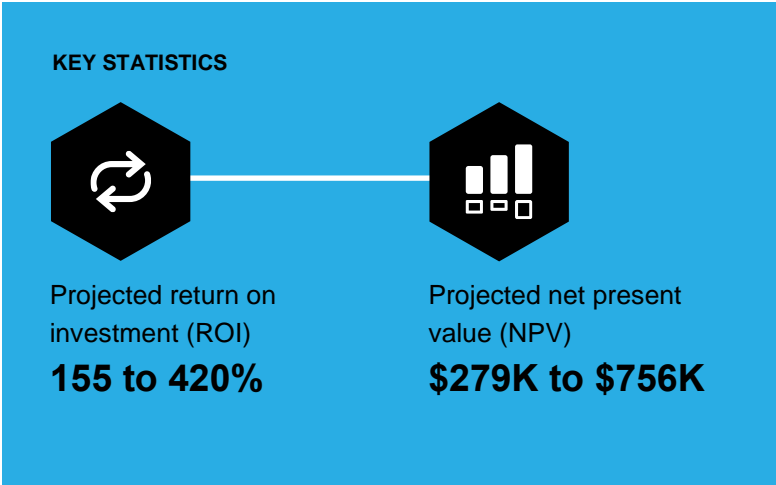 KEY STATISTICS
Projected return on
investment (ROI)
155 to 420%
Projected net present
value (NPV)
$279K to $756K